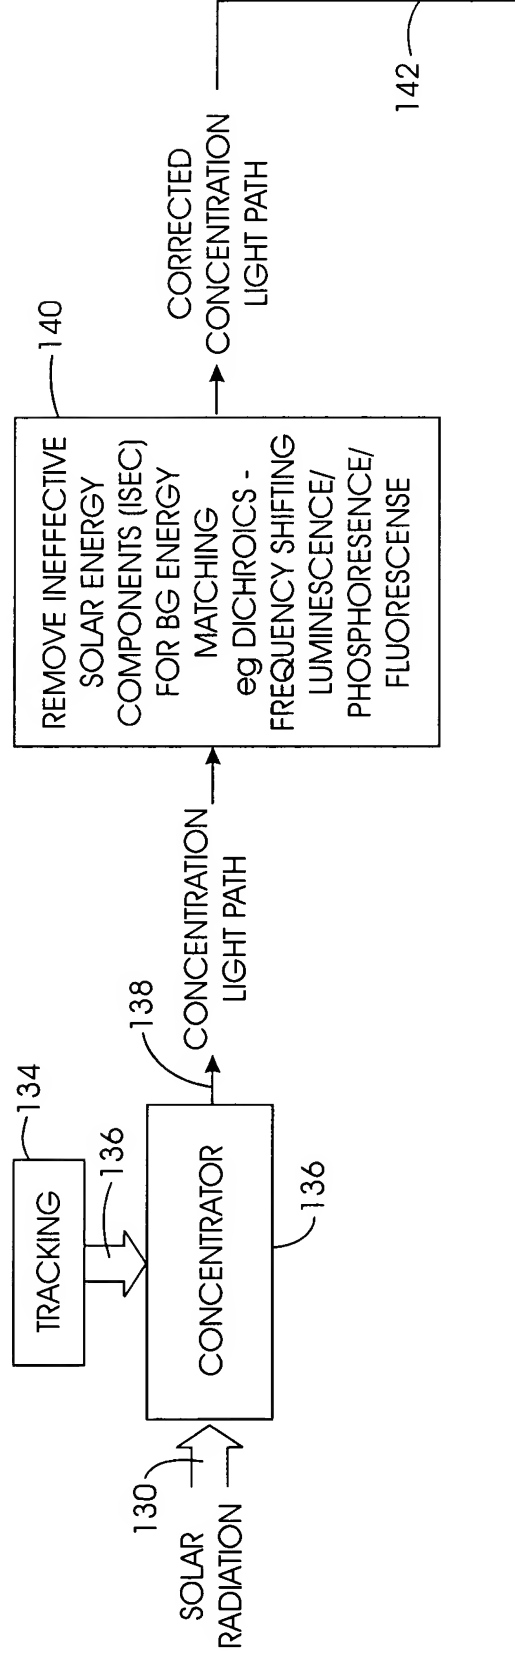 SOLAR
RADIATION
130
TRACKING
134
136
CONCENTRATOR
136
138
CONCENTRATION
LIGHT PATH
REMOVE INEFFECTIVE
SOLAR ENERGY
COMPONENTS (ISEC)
FOR BG ENERGY
MATCHING
eg DICHROICS -
FREQUENCY SHIFTING
LUMINESCENCE/
PHOSPHORESENCE/
FLUORESCENSE
140
CORRECTED
CONCENTRATION
LIGHT PATH
142